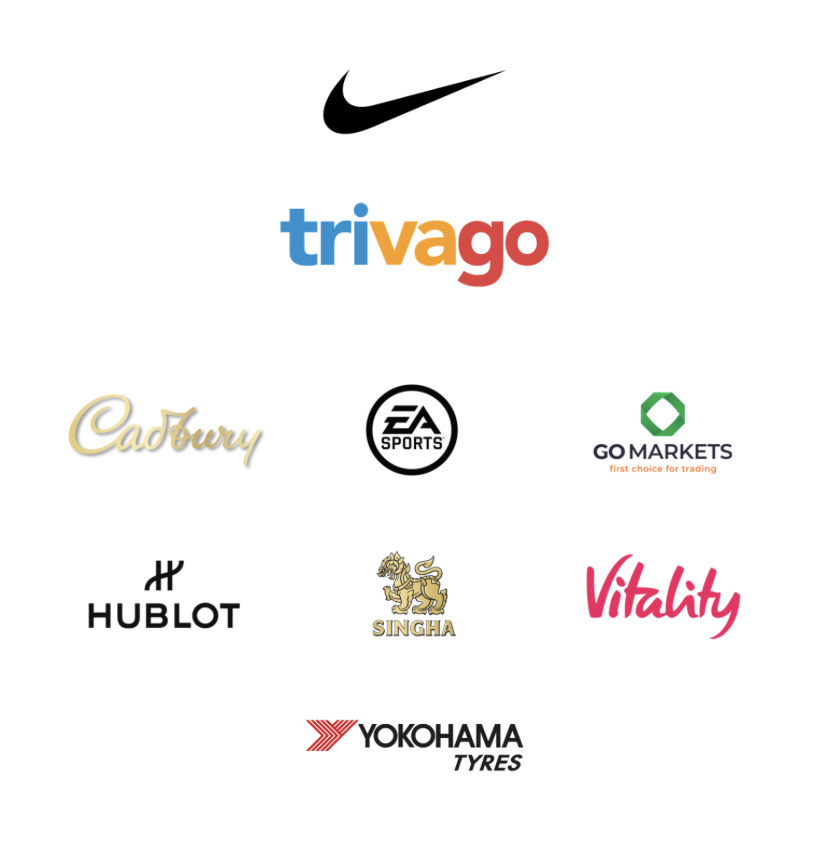 trivago
Cadbury
EA
SPORTS
GO MARKETS
first choice for trading
HUBLOT
SINGHA
Vitality
YOKOHAMA
TYRES